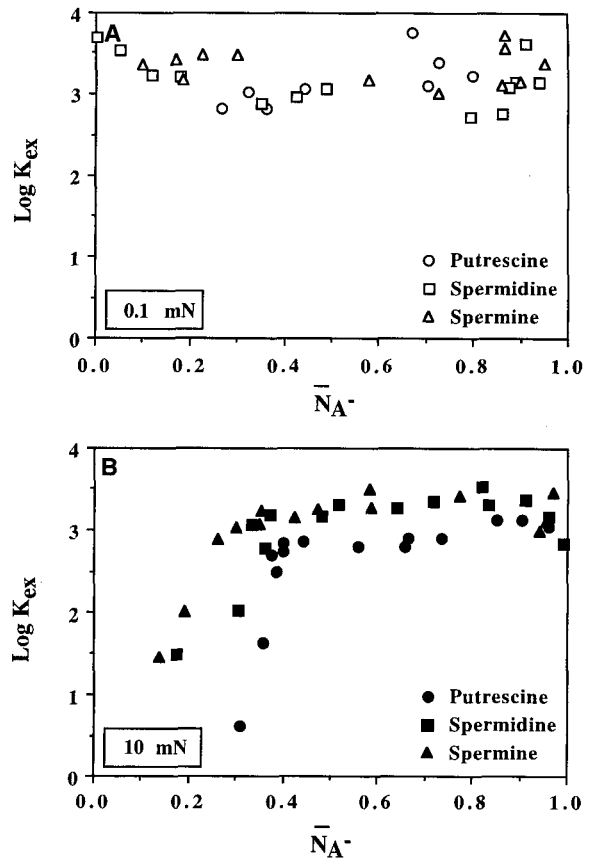 A
4
3
2
1
0
Log Kex
Putrescine
Spermidine
Spermine
0.1 mN
0.0 0.2 0.4 0.6 0.8 1.0
N̅A-
B
4
3
2
1
0
Log Kex
Putrescine
Spermidine
Spermine
10 mN
0.0 0.2 0.4 0.6 0.8 1.0
N̅A-